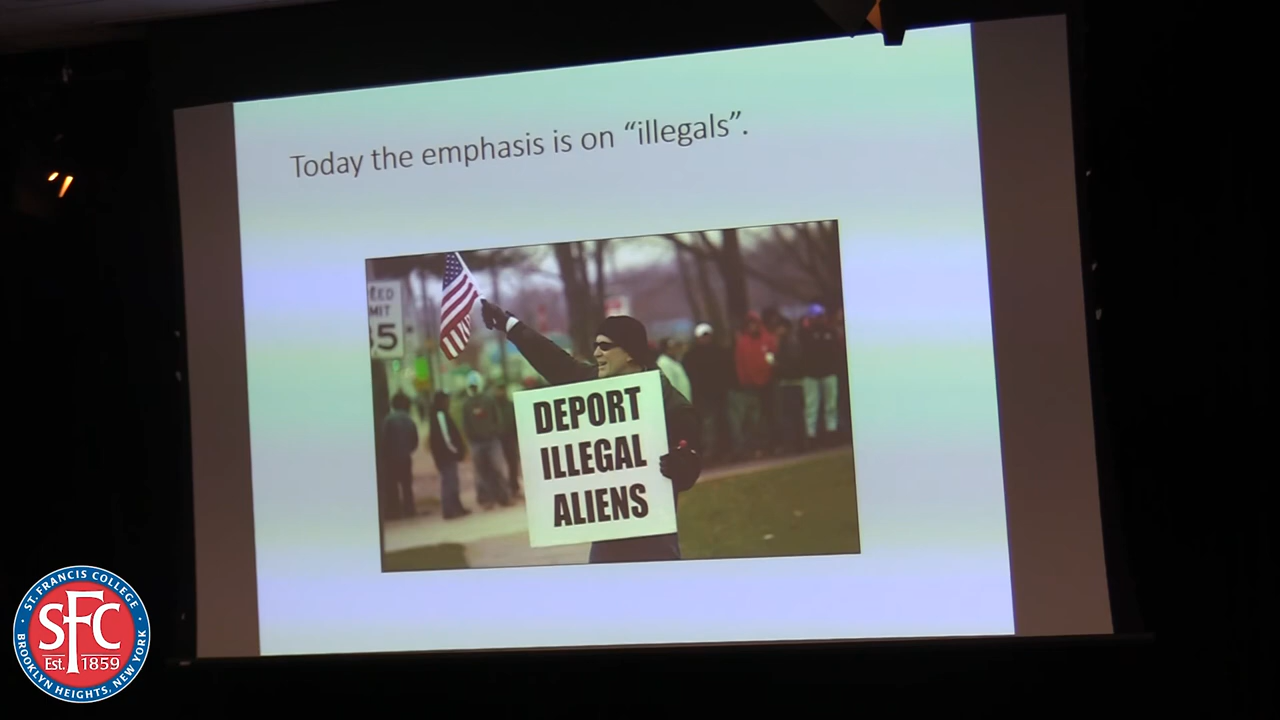 Today the emphasis is on “illegals”.
EED
MIT
35
DEPORT
ILLEGAL
ALIENS
ST. FRANCIS COLLEGE
SFC
Est. 1859
BROOKLYN HEIGHTS, NEW YORK